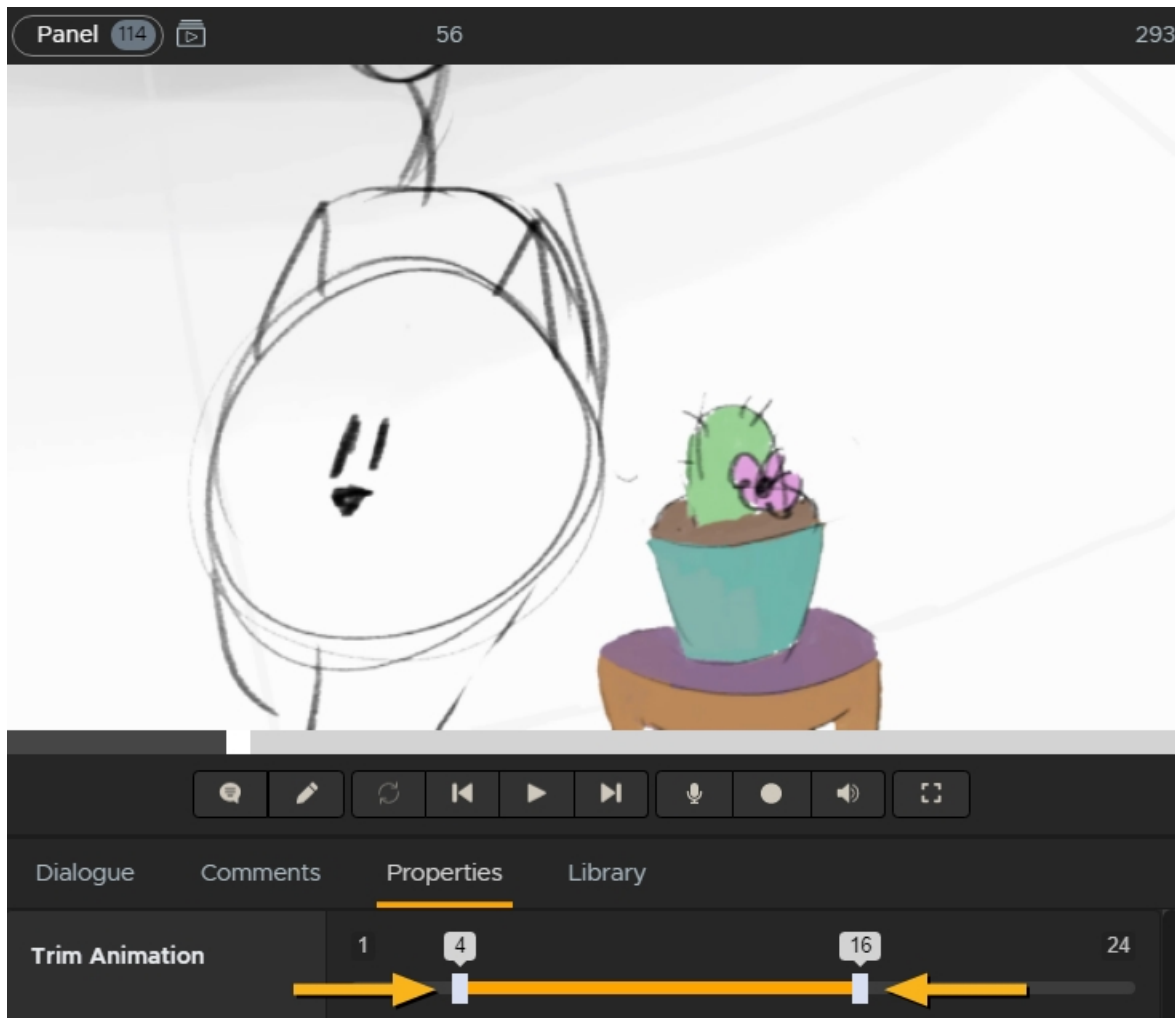 Panel 114 56 293
Dialogue Comments Properties Library
Trim Animation 1 4 16 24